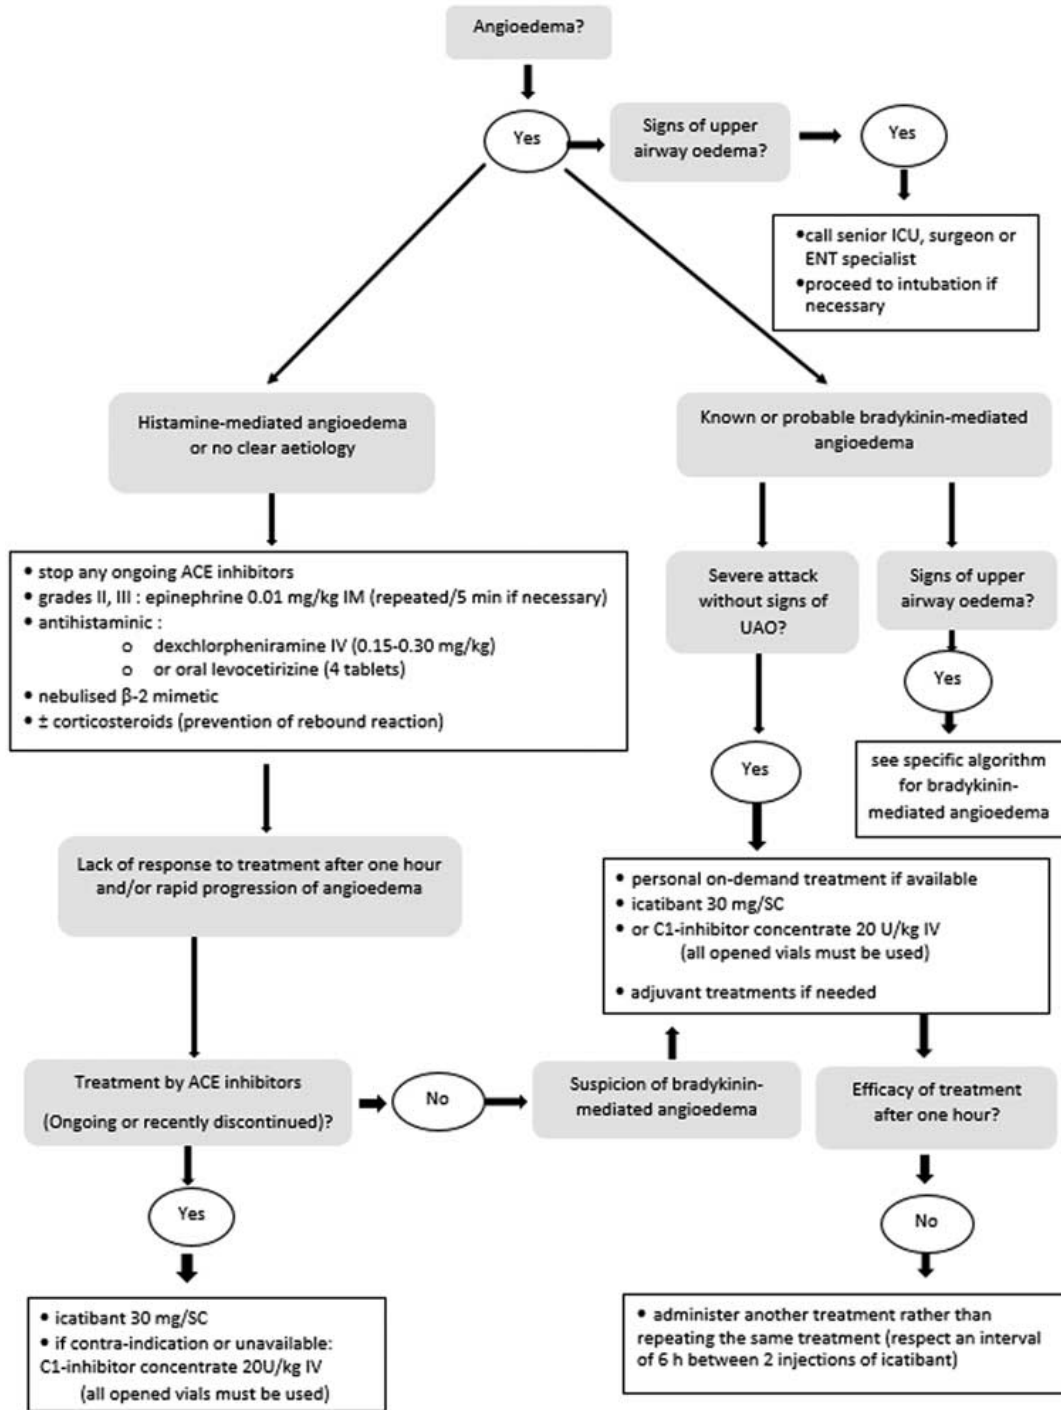 Angioedema?
Yes
Signs of upper
airway oedema?
Yes
•call senior ICU, surgeon or
ENT specialist
•proceed to intubation if
necessary
Histamine-mediated angioedema
or no clear aetiology
Known or probable bradykinin-mediated
angioedema
• stop any ongoing ACE inhibitors
• grades II, III : epinephrine 0.01 mg/kg IM (repeated/5 min if necessary)
• antihistaminic :
o dexchlorpheniramine IV (0.15-0.30 mg/kg)
o or oral levocetirizine (4 tablets)
• nebulised β-2 mimetic
• ± corticosteroids (prevention of rebound reaction)
Severe attack
without signs of
UAO?
Signs of upper
airway oedema?
Yes
Yes
see specific algorithm
for bradykinin-
mediated angioedema
Lack of response to treatment after one hour
and/or rapid progression of angioedema
• personal on-demand treatment if available
• icatibant 30 mg/SC
• or C1-inhibitor concentrate 20 U/kg IV
(all opened vials must be used)
• adjuvant treatments if needed
Treatment by ACE inhibitors
(Ongoing or recently discontinued)?
No
Suspicion of bradykinin-
mediated angioedema
Efficacy of treatment
after one hour?
Yes
No
• icatibant 30 mg/SC
• if contra-indication or unavailable:
C1-inhibitor concentrate 20U/kg IV
(all opened vials must be used)
• administer another treatment rather than
repeating the same treatment (respect an interval
of 6 h between 2 injections of icatibant)